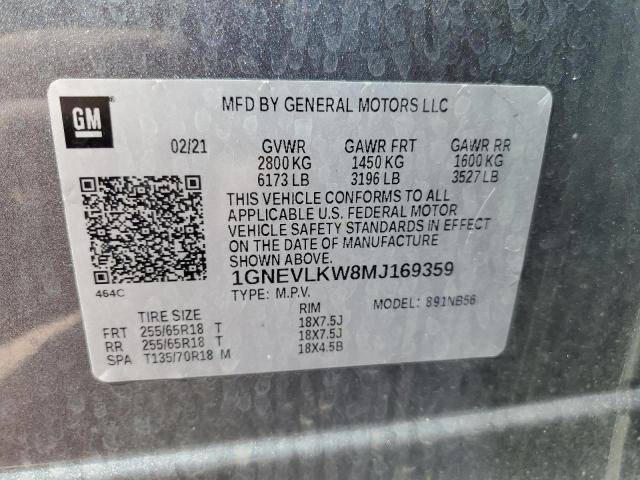 GM
MFD BY GENERAL MOTORS LLC
02/21 GVWR GAWR FRT GAWR RR
2800 KG 1450 KG 1600 KG
6173 LB 3196 LB 3527 LB
THIS VEHICLE CONFORMS TO ALL
APPLICABLE U.S. FEDERAL MOTOR
VEHICLE SAFETY STANDARDS IN EFFECT
ON THE DATE OF MANUFACTURE
SHOWN ABOVE.
464C
1GNEVLKW8MJ169359
TYPE: M.P.V. MODEL: 891NB56
TIRE SIZE RIM
FRT 255/65R18 T 18X7.5J
RR 255/65R18 T 18X7.5J
SPA T135/70R18 M 18X4.5B